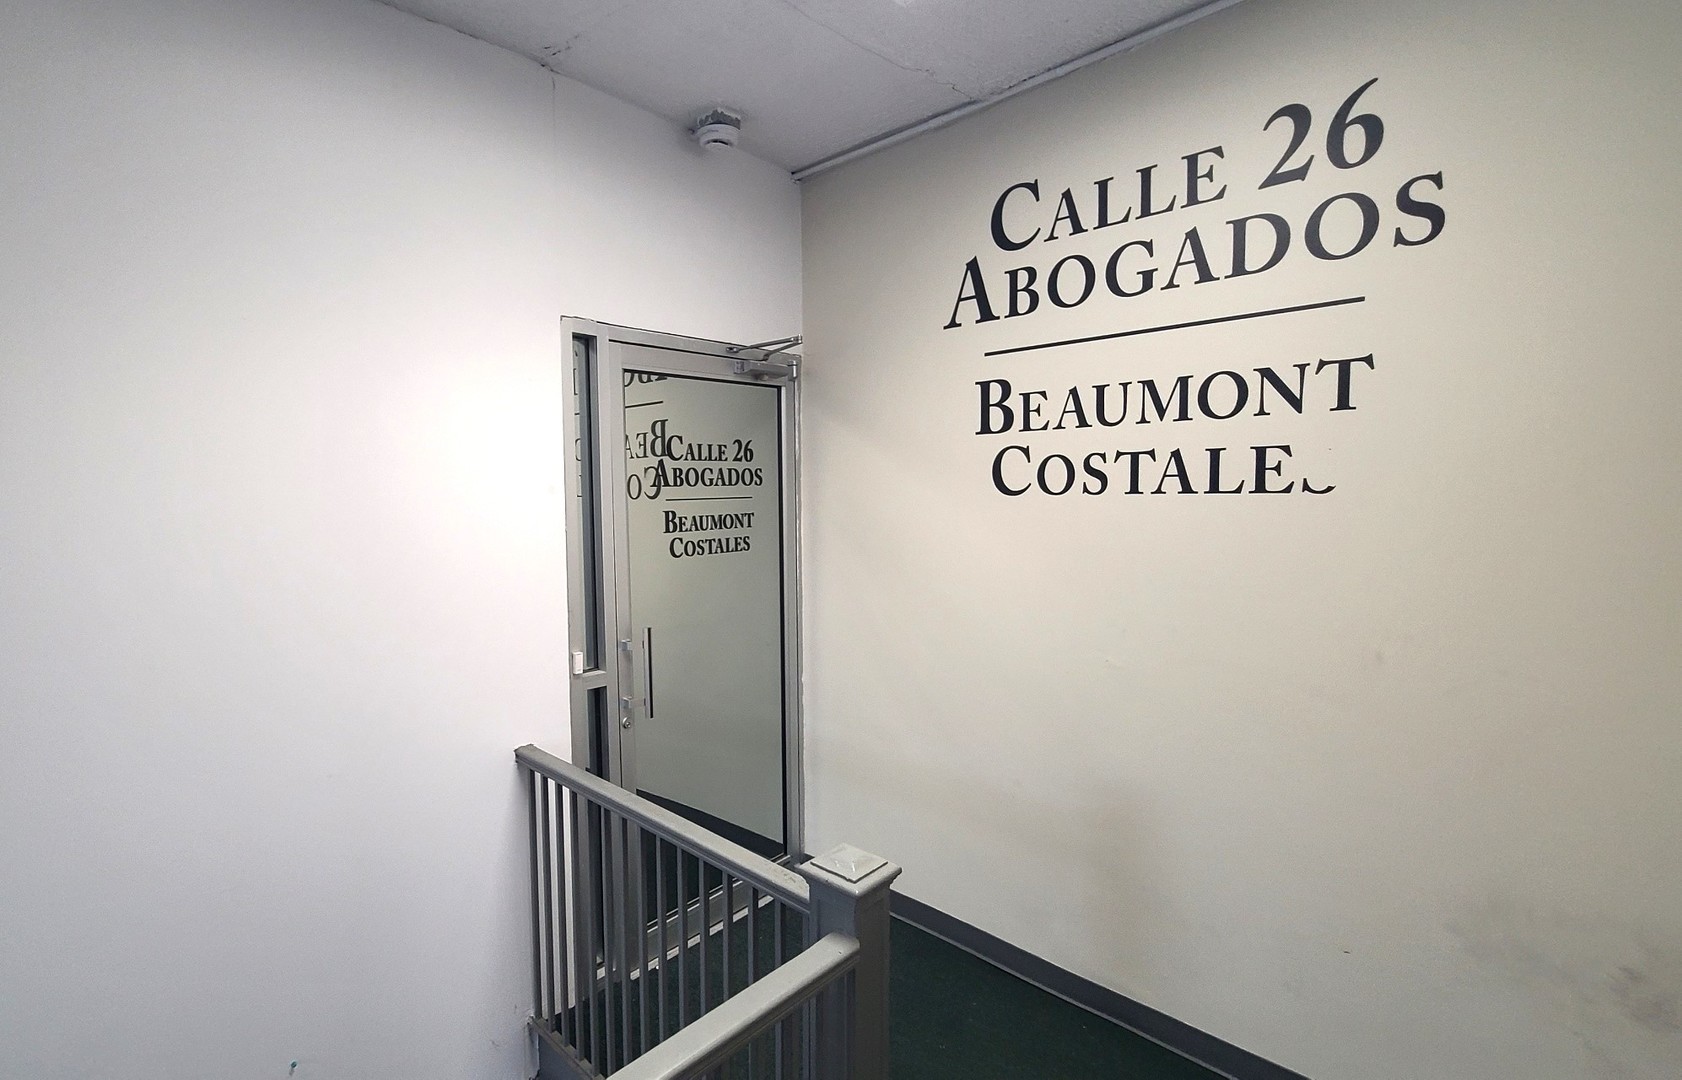 CALLE 26
ABOGADOS
BEAUMONT
COSTALES
CALLE 26
ABOGADOS
BEAUMONT
COSTALES